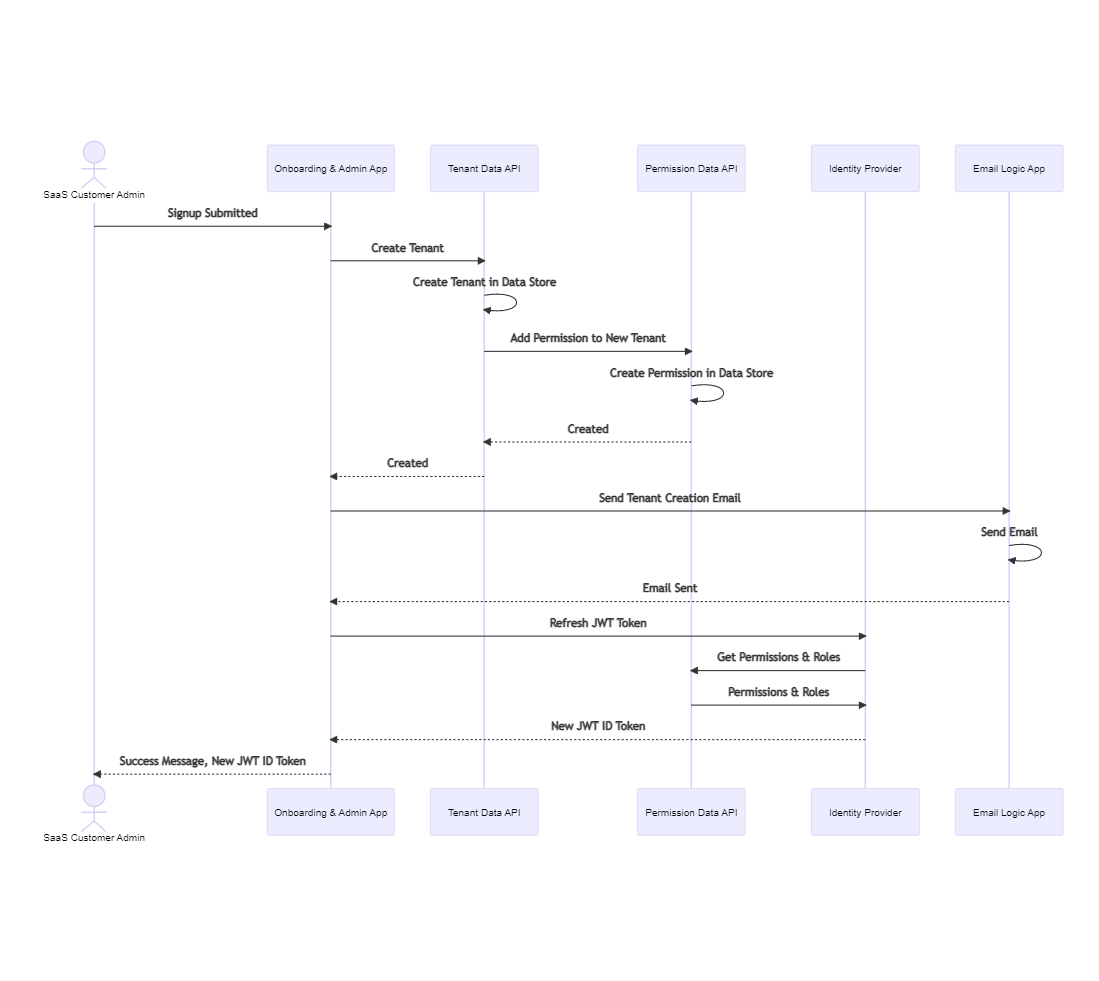 SaaS Customer Admin
Onboarding & Admin App
Tenant Data API
Permission Data API
Identity Provider
Email Logic App
Signup Submitted
Create Tenant
Create Tenant in Data Store
Add Permission to New Tenant
Create Permission in Data Store
Created
Created
Send Tenant Creation Email
Send Email
Email Sent
Refresh JWT Token
Get Permissions & Roles
Permissions & Roles
New JWT ID Token
Success Message, New JWT ID Token
SaaS Customer Admin
Onboarding & Admin App
Tenant Data API
Permission Data API
Identity Provider
Email Logic App